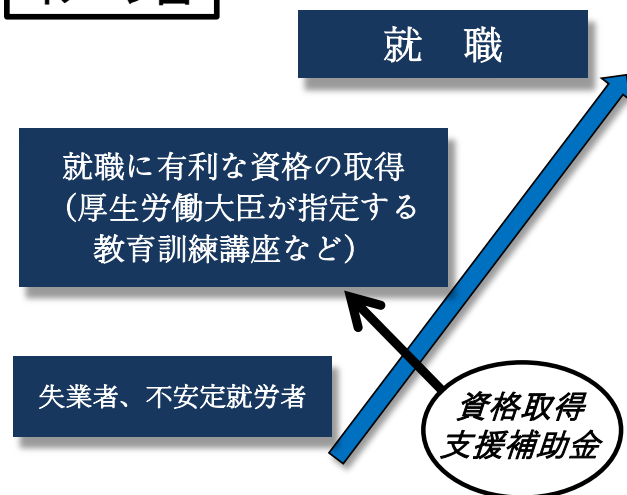 就　職
就職に有利な資格の取得
（厚生労働大臣が指定する
教育訓練講座など）
失業者、不安定就労者
資格取得
支援補助金